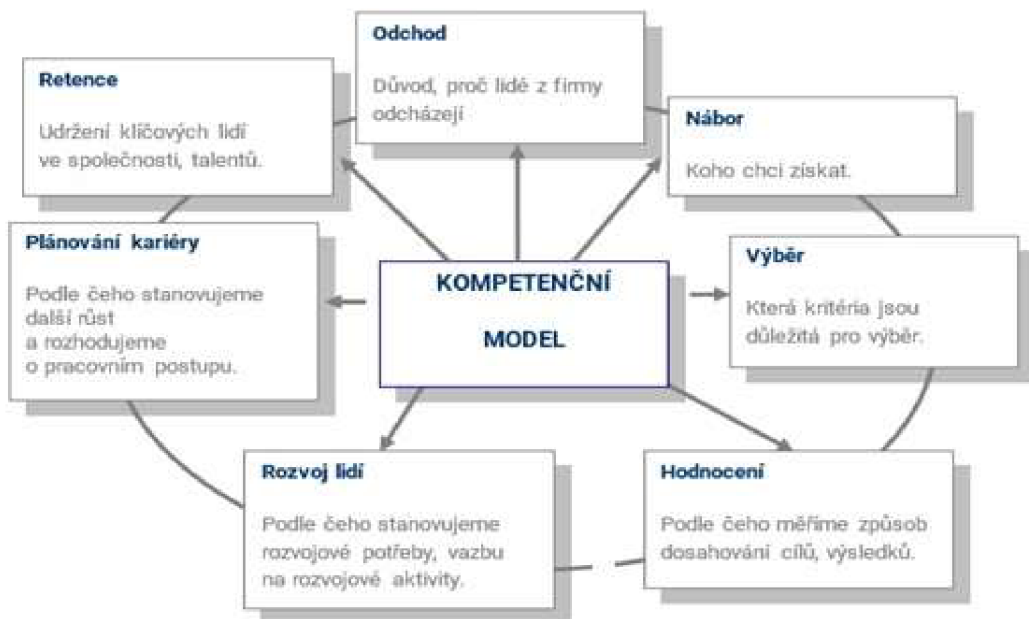 Odchod
Důvod, proč lidé z firmy
odcházejí
Retence
Udržení klíčových lidí
ve společnosti, talentů.
Nábor
Koho chci získat.
Plánování kariéry
Podle čeho stanovujeme
další růst
a rozhodujeme
o pracovním postupu.
KOMPETENČNÍ
MODEL
Výběr
Která kritéria jsou
důležitá pro výběr.
Rozvoj lidí
Podle čeho stanovujeme
rozvojové potřeby, vazbu
na rozvojové aktivity.
Hodnocení
Podle čeho měříme způsob
dosahování cílů, výsledků.